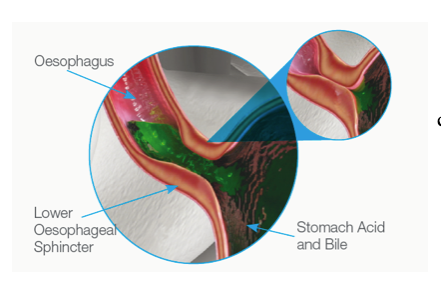 Oesophagus
Lower
Oesophageal
Sphincter
Stomach Acid
and Bile